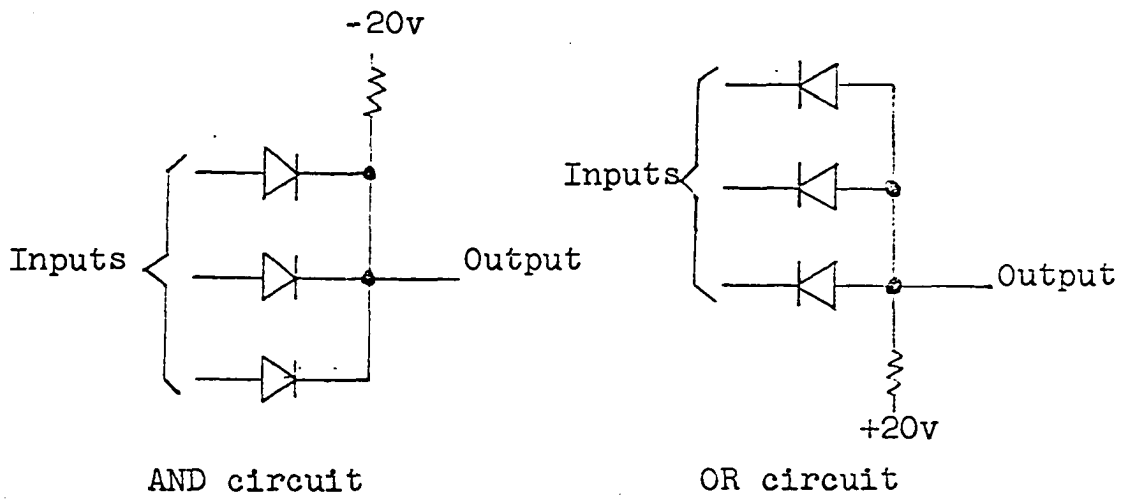 -20v
Inputs
Output
AND circuit
Inputs
Output
+20v
OR circuit